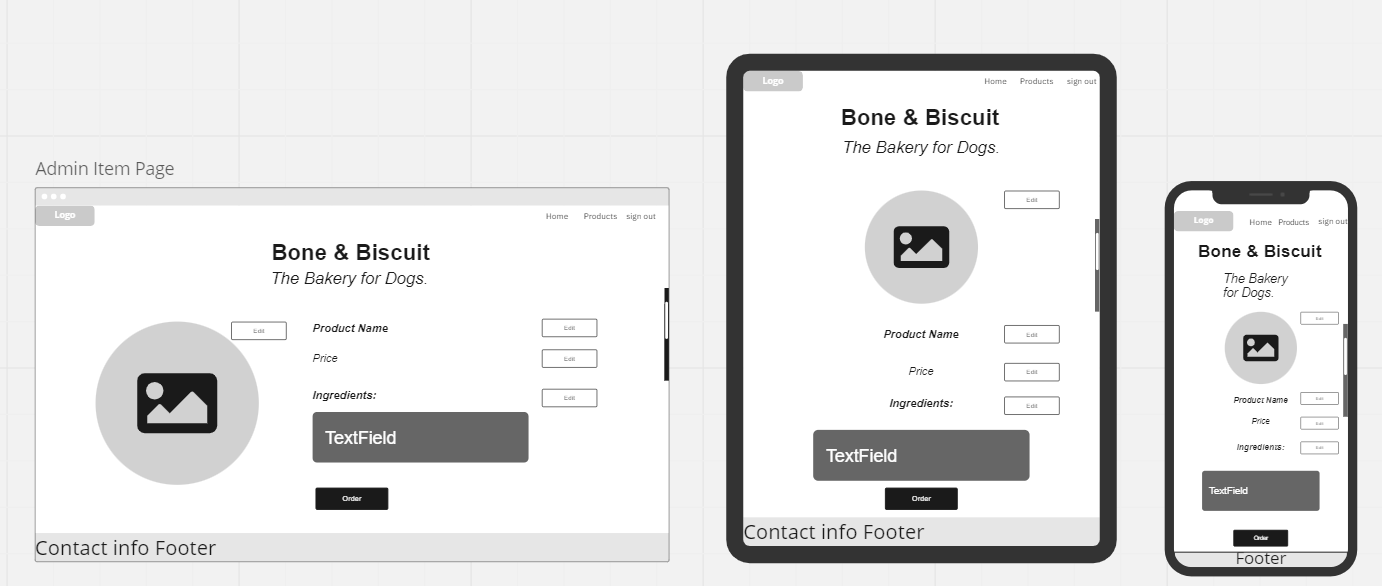 Admin Item Page
Logo
Home Products sign out
Bone & Biscuit
The Bakery for Dogs.
Edit
Product Name Edit
Price Edit
Ingredients: Edit
TextField
Order
Contact info Footer
Logo
Home Products sign out
Bone & Biscuit
The Bakery for Dogs.
Edit
Product Name Edit
Price Edit
Ingredients: Edit
TextField
Order
Contact info Footer
Logo
Home Products sign out
Bone & Biscuit
The Bakery
for Dogs.
Edit
Product Name Edit
Price Edit
Ingredients: Edit
TextField
Order
Footer